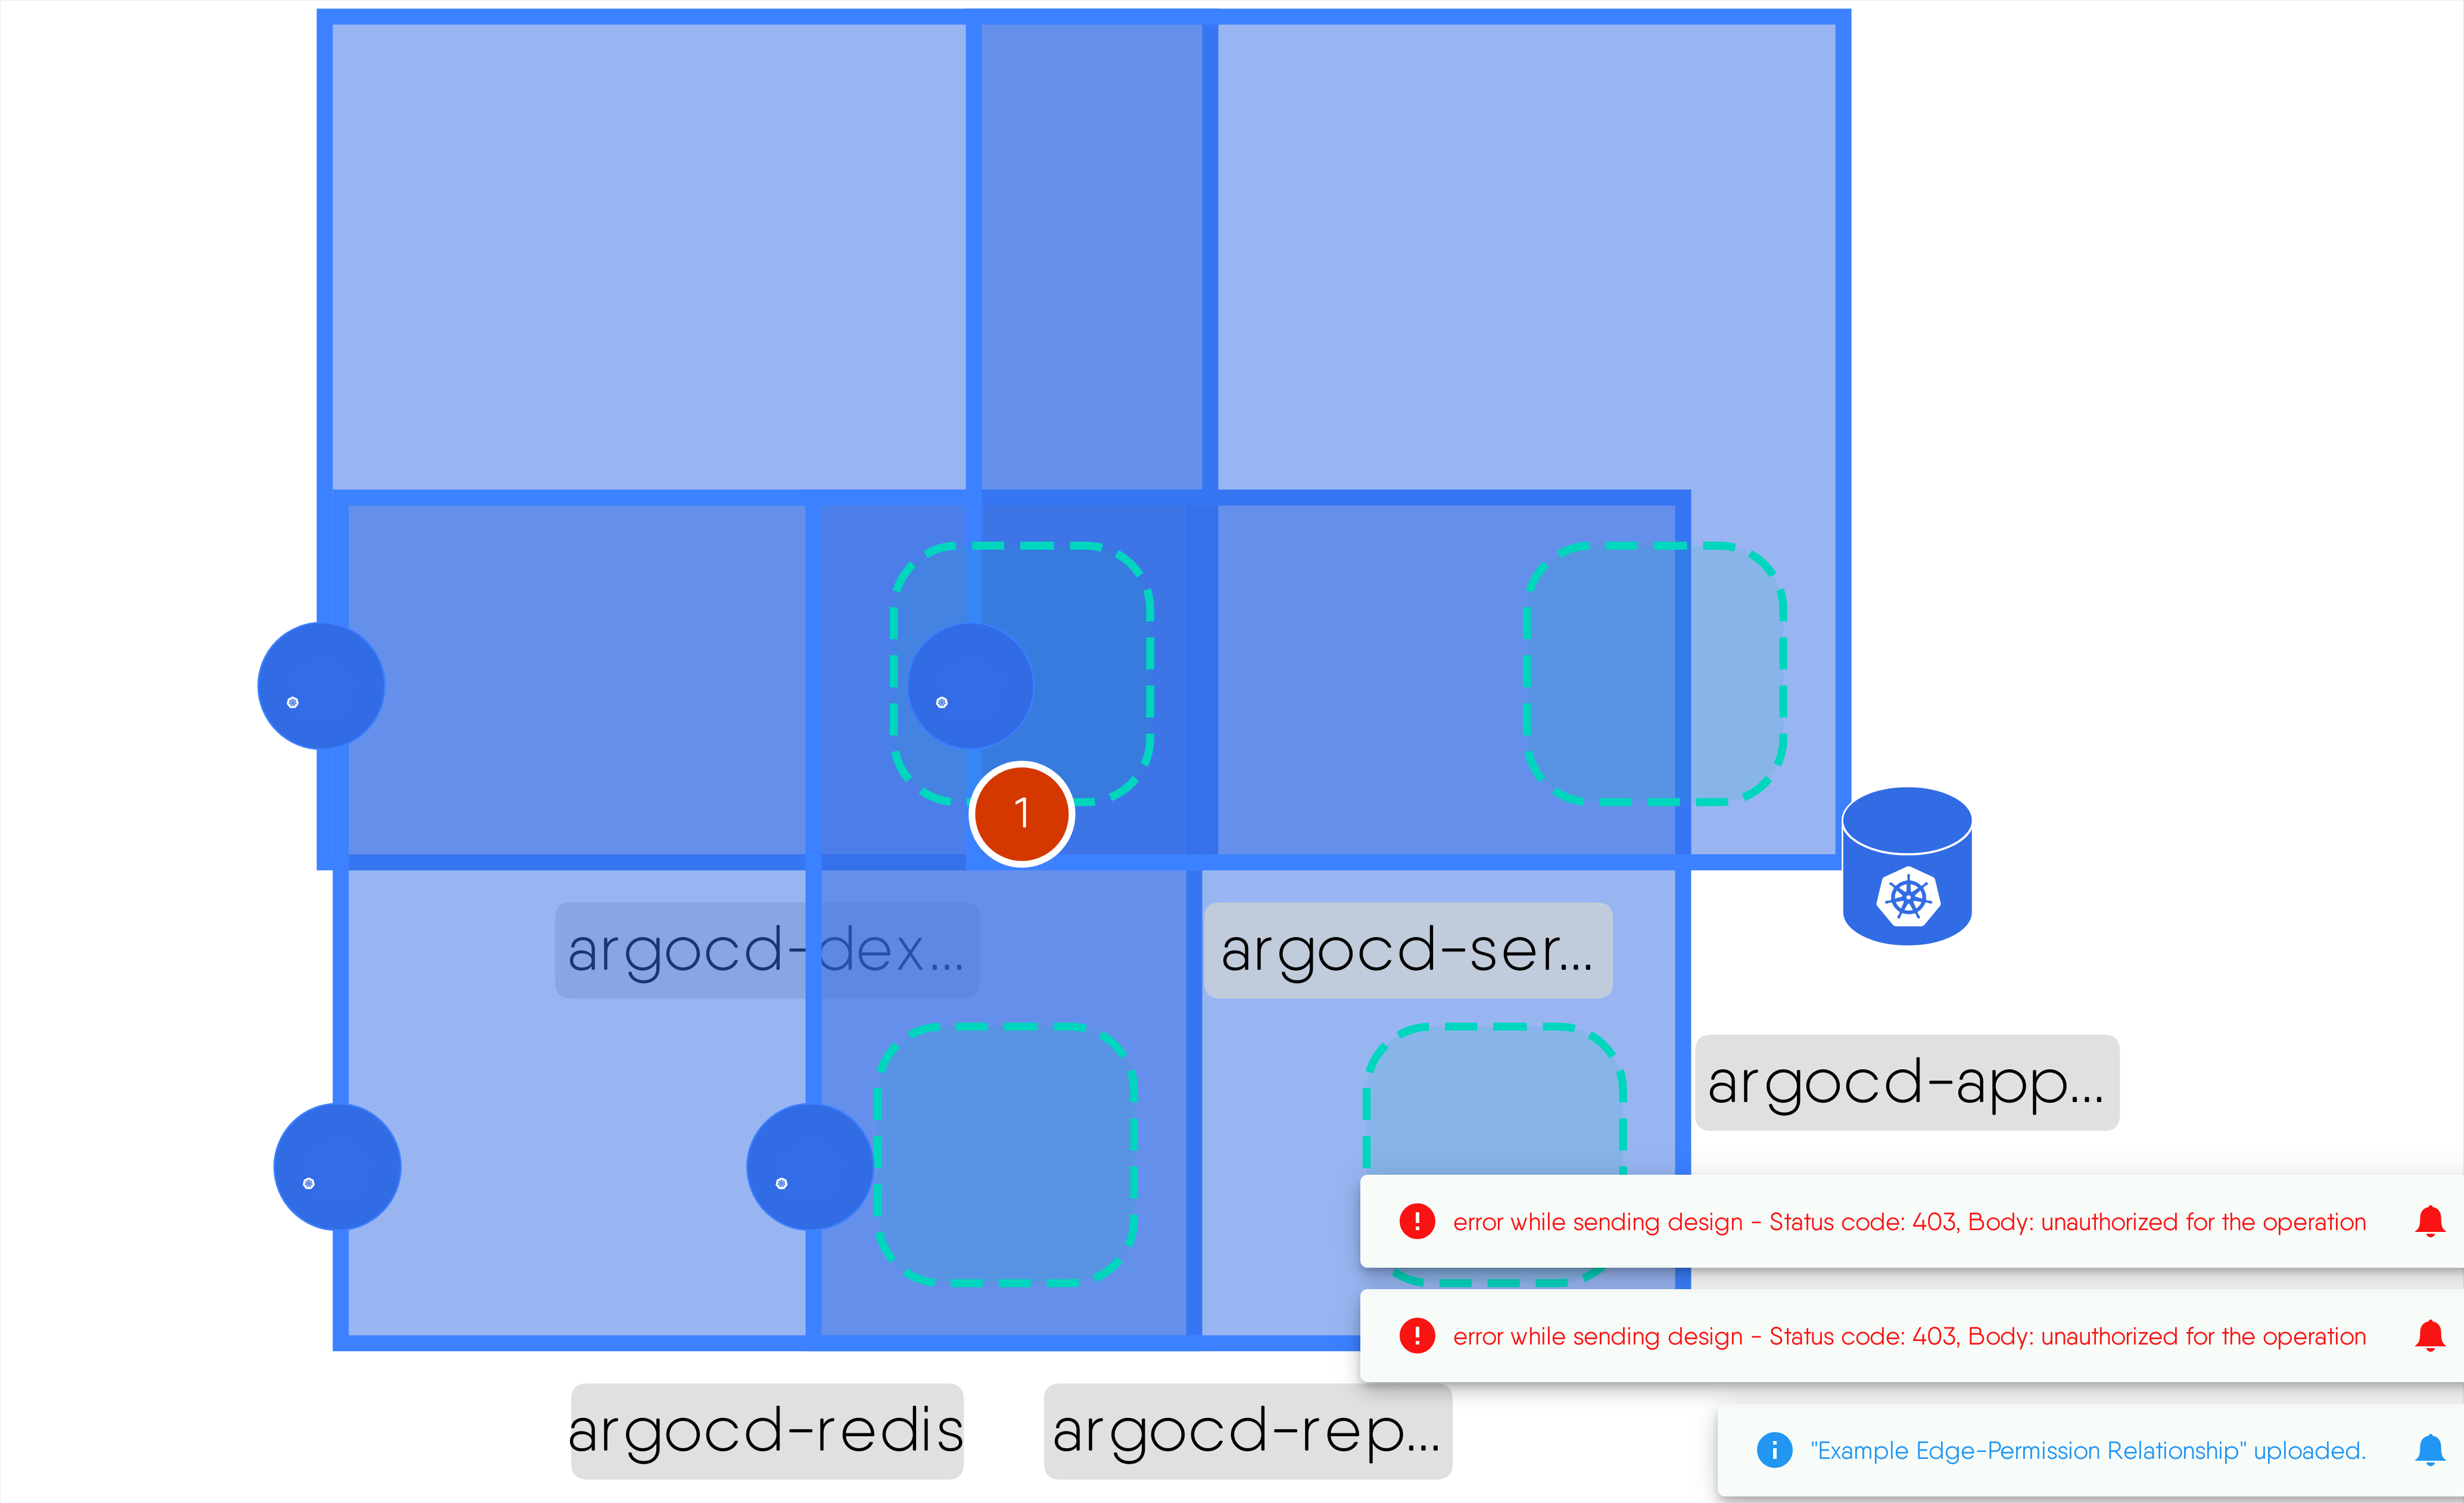 1
argocd-dex...
argocd-ser...
argocd-app...
error while sending design - Status code: 403, Body: unauthorized for the operation
error while sending design - Status code: 403, Body: unauthorized for the operation
argocd-redis
argocd-rep...
"Example Edge-Permission Relationship" uploaded.